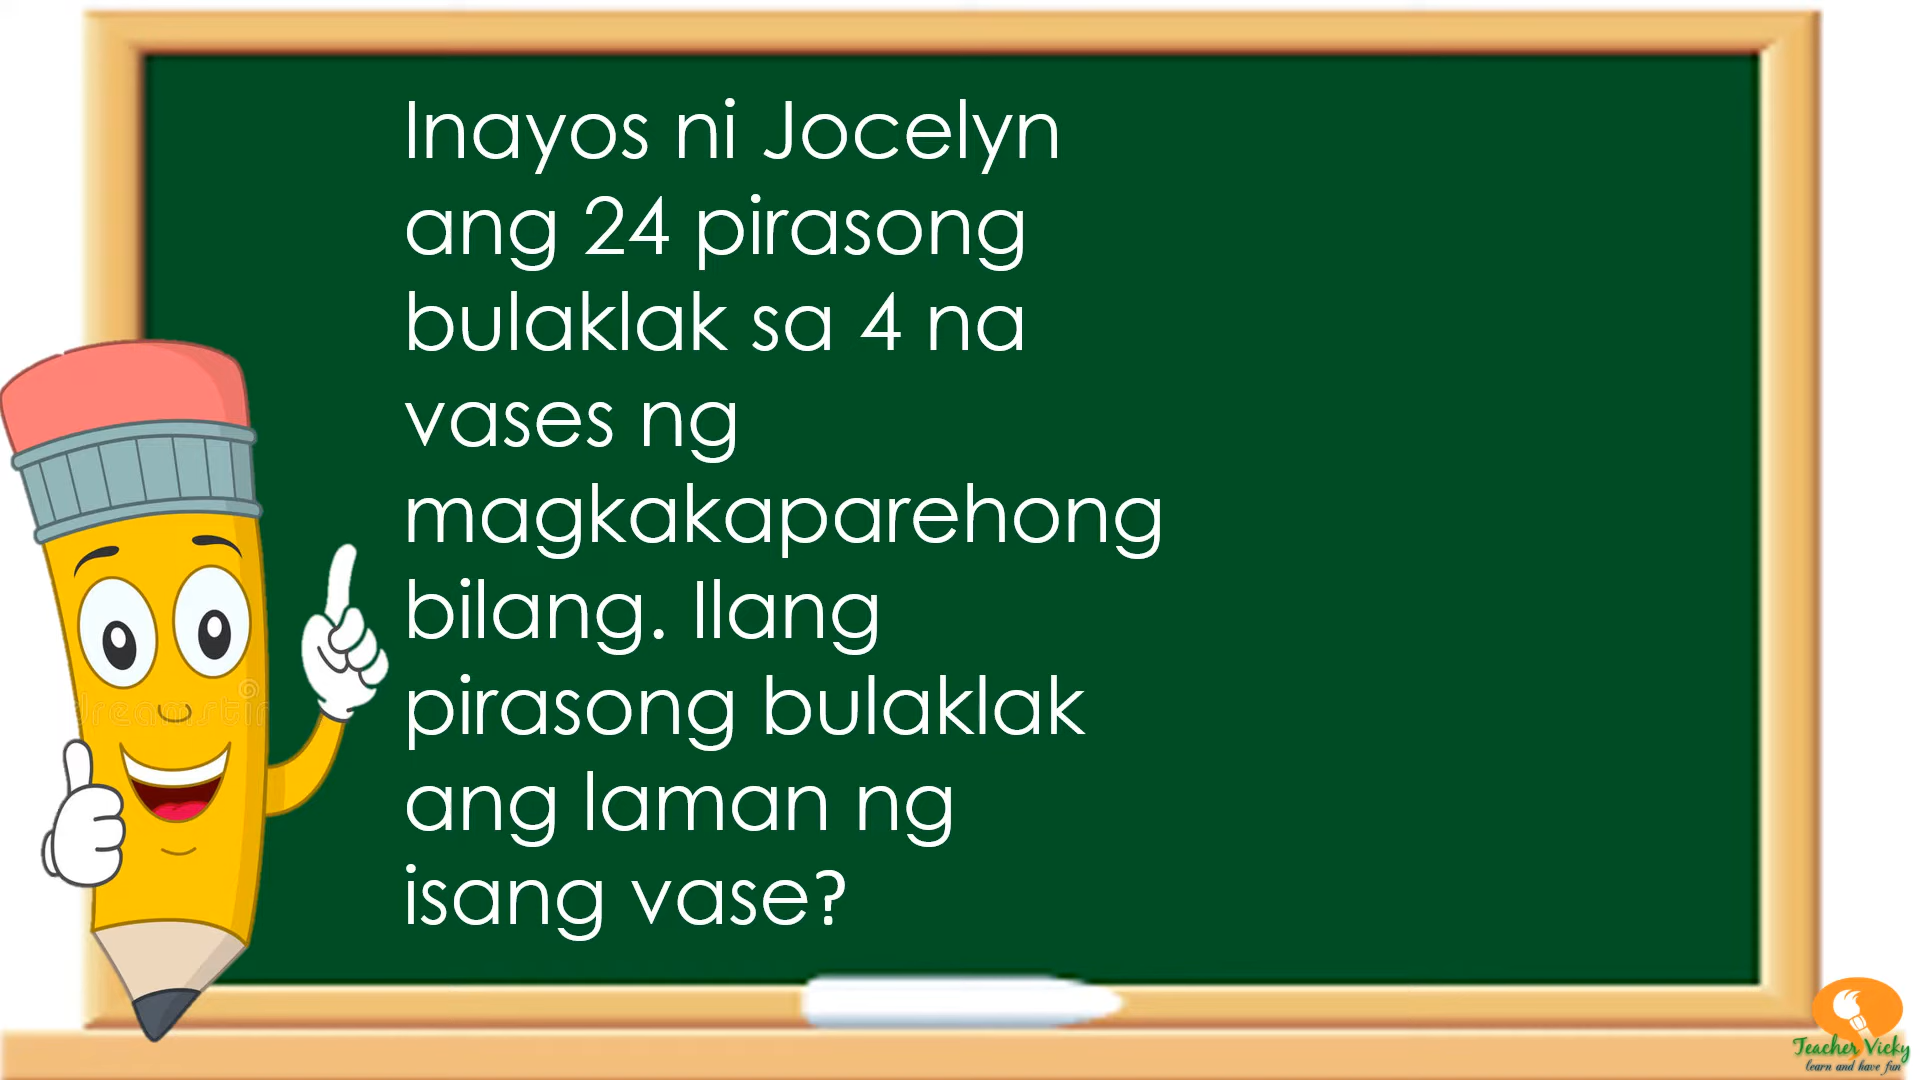 Inayos ni Jocelyn
ang 24 pirasong
bulaklak sa 4 na
vases ng
magkakaparehong
bilang. Ilang
pirasong bulaklak
ang laman ng
isang vase?
Teacher Vicky
learn and have fun